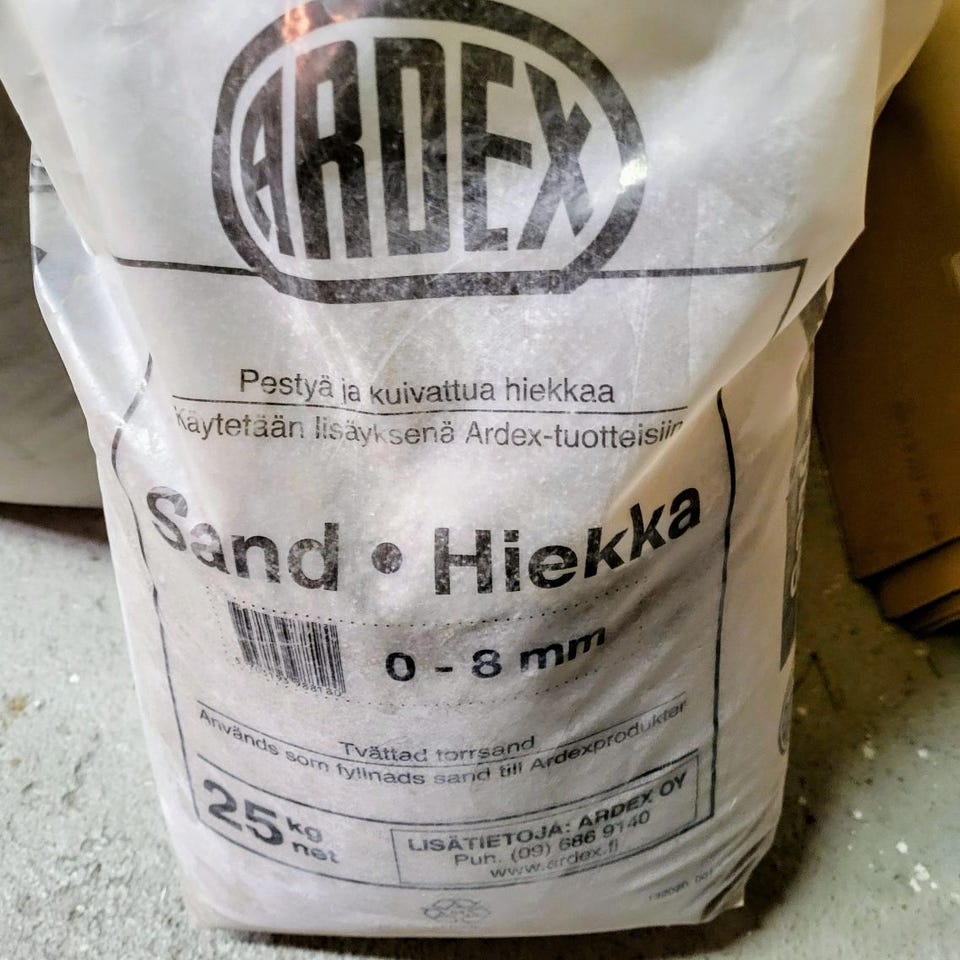 ARDEX
Pestyä ja kuivattua hiekkaa
Käytetään lisäyksenä Ardex-tuotteisiin
Sand • Hiekka
0 - 8 mm
Tvättad torrsand
Används som fyllnads sand till Ardexprodukter
25 kg
net
LISÄTIETOJA: ARDEX OY
Puh. (09) 686 9140
www.ardex.fi